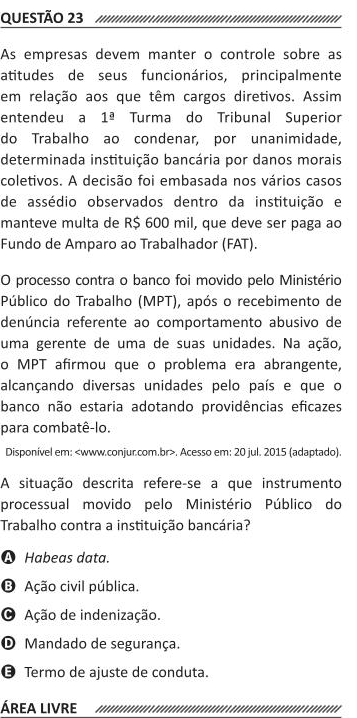 QUESTÃO 23
As empresas devem manter o controle sobre as
atitudes de seus funcionários, principalmente
em relação aos que têm cargos diretivos. Assim
entendeu a 1ª Turma do Tribunal Superior
do Trabalho ao condenar, por unanimidade,
determinada instituição bancária por danos morais
coletivos. A decisão foi embasada nos vários casos
de assédio observados dentro da instituição e
manteve multa de R$ 600 mil, que deve ser paga ao
Fundo de Amparo ao Trabalhador (FAT).
O processo contra o banco foi movido pelo Ministério
Público do Trabalho (MPT), após o recebimento de
denúncia referente ao comportamento abusivo de
uma gerente de uma de suas unidades. Na ação,
o MPT afirmou que o problema era abrangente,
alcançando diversas unidades pelo país e que o
banco não estaria adotando providências eficazes
para combatê-lo.
Disponível em: <www.conjur.com.br>. Acesso em: 20 jul. 2015 (adaptado).
A situação descrita refere-se a que instrumento
processual movido pelo Ministério Público do
Trabalho contra a instituição bancária?
A Habeas data.
B Ação civil pública.
C Ação de indenização.
D Mandado de segurança.
E Termo de ajuste de conduta.
ÁREA LIVRE